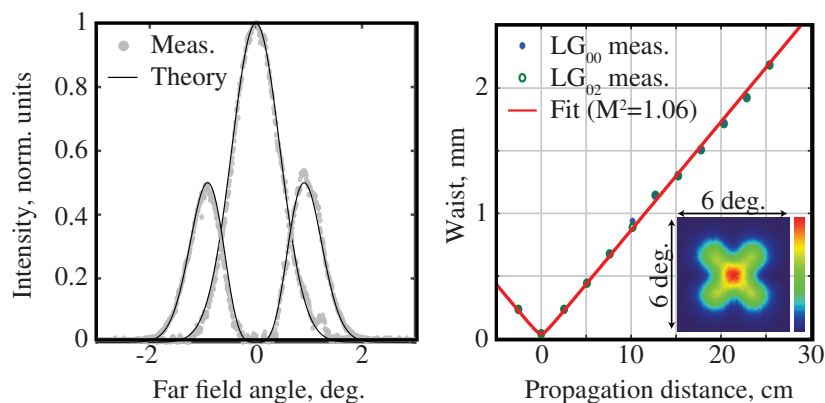 Intensity, norm. units
1
0.8
0.6
0.4
0.2
0
Meas.
Theory
-2
0
2
Far field angle, deg.
Waist, mm
2
1
0
LG00 meas.
LG02 meas.
Fit (M²=1.06)
6 deg.
6 deg.
0
10
20
30
Propagation distance, cm